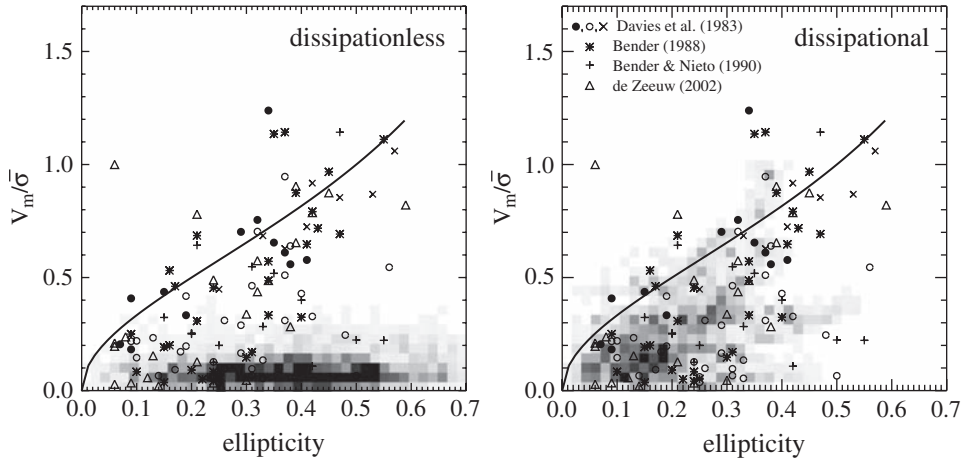 dissipationless
1.5
1.0
0.5
0.0
V_m/σ̄
0.0 0.1 0.2 0.3 0.4 0.5 0.6 0.7
ellipticity
dissipational
●,○,× Davies et al. (1983)
Bender (1988)
Bender & Nieto (1990)
de Zeeuw (2002)
1.5
1.0
0.5
0.0
V_m/σ̄
0.0 0.1 0.2 0.3 0.4 0.5 0.6 0.7
ellipticity